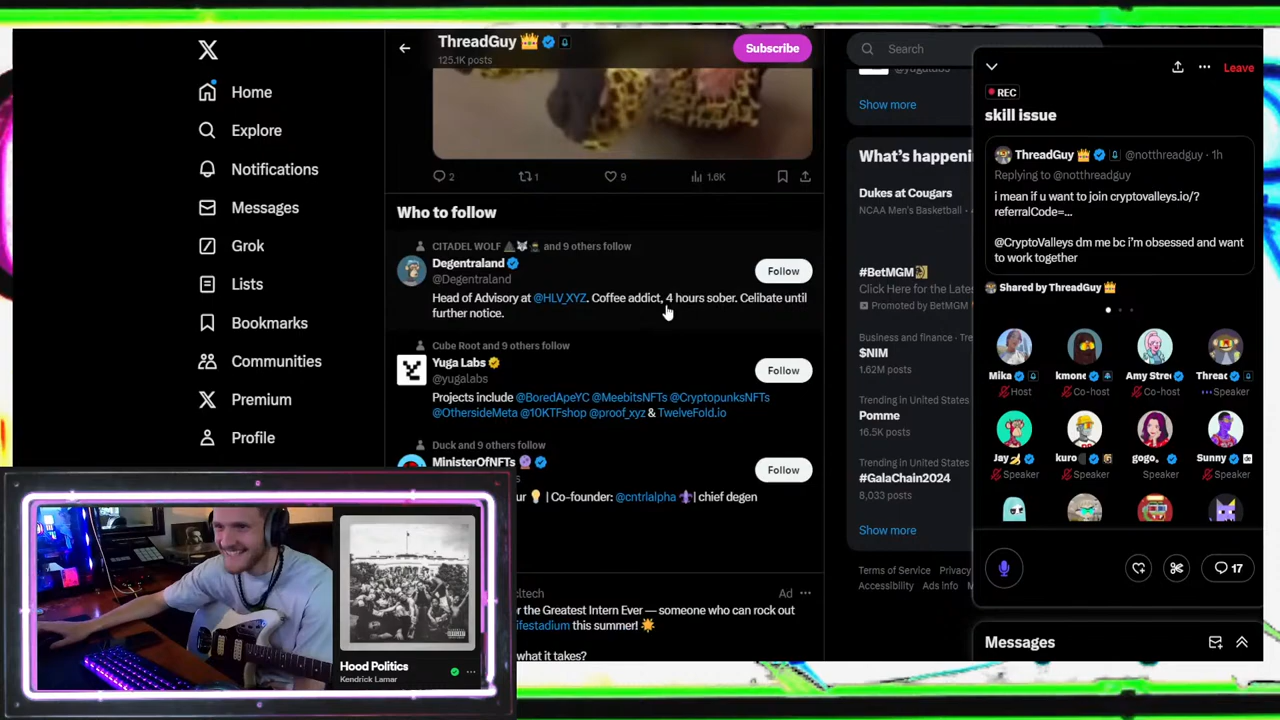 Home
Explore
Notifications
Messages
Grok
Lists
Bookmarks
Communities
Premium
Profile
ThreadGuy
125.1K posts
Subscribe
2
1
9
1.6K
Who to follow
CITADEL WOLF and 9 others follow
Degentraland
@Degentraland
Follow
Head of Advisory at @HLV_XYZ. Coffee addict, 4 hours sober. Celibate until
further notice.
Cube Root and 9 others follow
Yuga Labs
@yugalabs
Follow
Projects include @BoredApeYC @MeebitsNFTs @CryptopunksNFTs
@OthersideMeta @10KTFshop @proof_xyz & TwelveFold.io
Duck and 9 others follow
MinisterOfNFTs
Follow
| Co-founder: @cntrlalpha | chief degen
Ad
the Greatest Intern Ever — someone who can rock out
this summer!
what it takes?
Search
Show more
What's happeni
Dukes at Cougars
NCAA Men's Basketball
#BetMGM
Click Here for the Late
Promoted by BetMGM
Business and finance · Tre
$NIM
1.62M posts
Trending in United States
Pomme
16.5K posts
Trending in United States
#GalaChain2024
8,033 posts
Show more
Terms of Service Privacy
Accessibility Ads info
Leave
REC
skill issue
ThreadGuy @notthreadguy · 1h
Replying to @notthreadguy
i mean if u want to join cryptovalleys.io/?
referralCode=...
@CryptoValleys dm me bc i'm obsessed and want
to work together
Shared by ThreadGuy
Mika
Host
kmone
Co-host
Amy Stre
Co-host
Threac
Speaker
Jay
Speaker
kuro
Speaker
gogo.
Speaker
Sunny
Speaker
17
Messages
Hood Politics
Kendrick Lamar